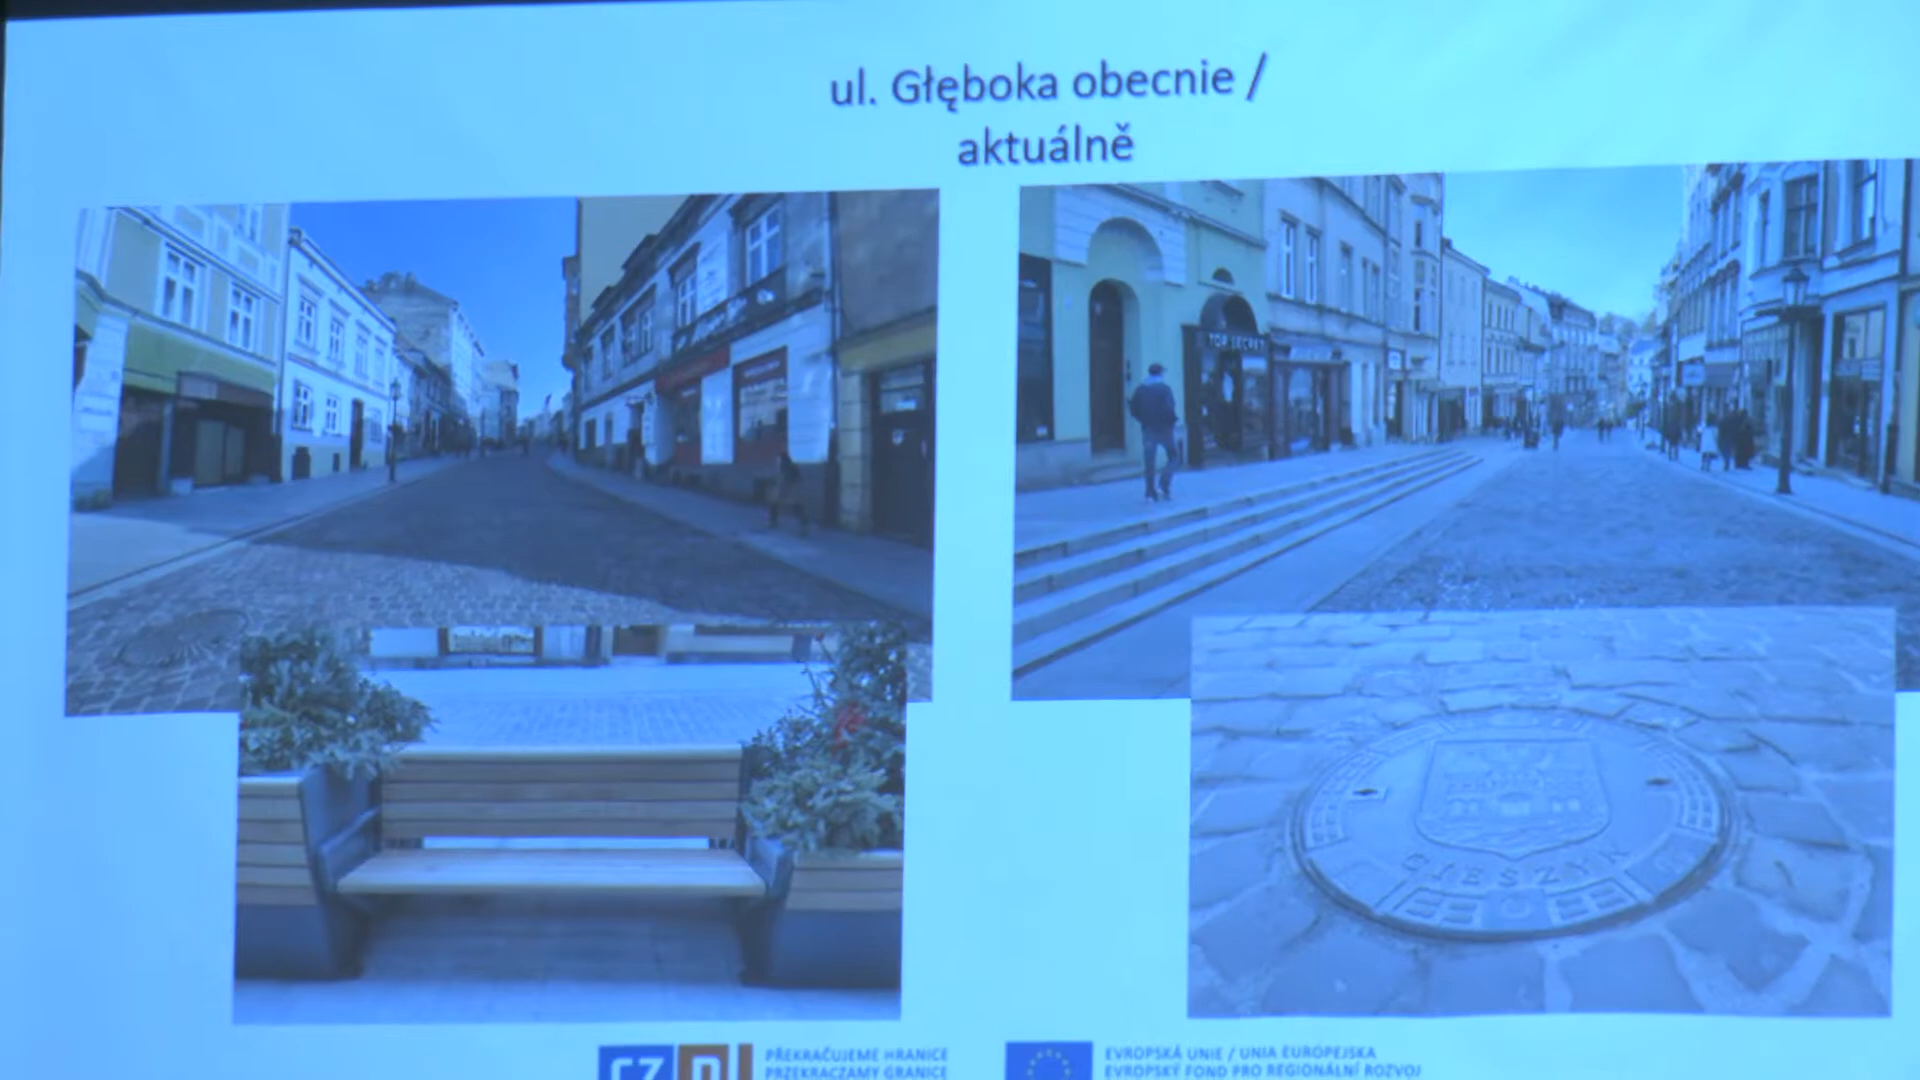 ul. Głęboka obecnie /
aktuálně
TOP SECRET
CIESZYN
PŘEKRAČUJEME HRANICE
PRZEKRACZAMY GRANICE
EVROPSKÁ UNIE / UNIA EUROPEJSKA
EVROPSKÝ FOND PRO REGIONÁLNÍ ROZVOJ